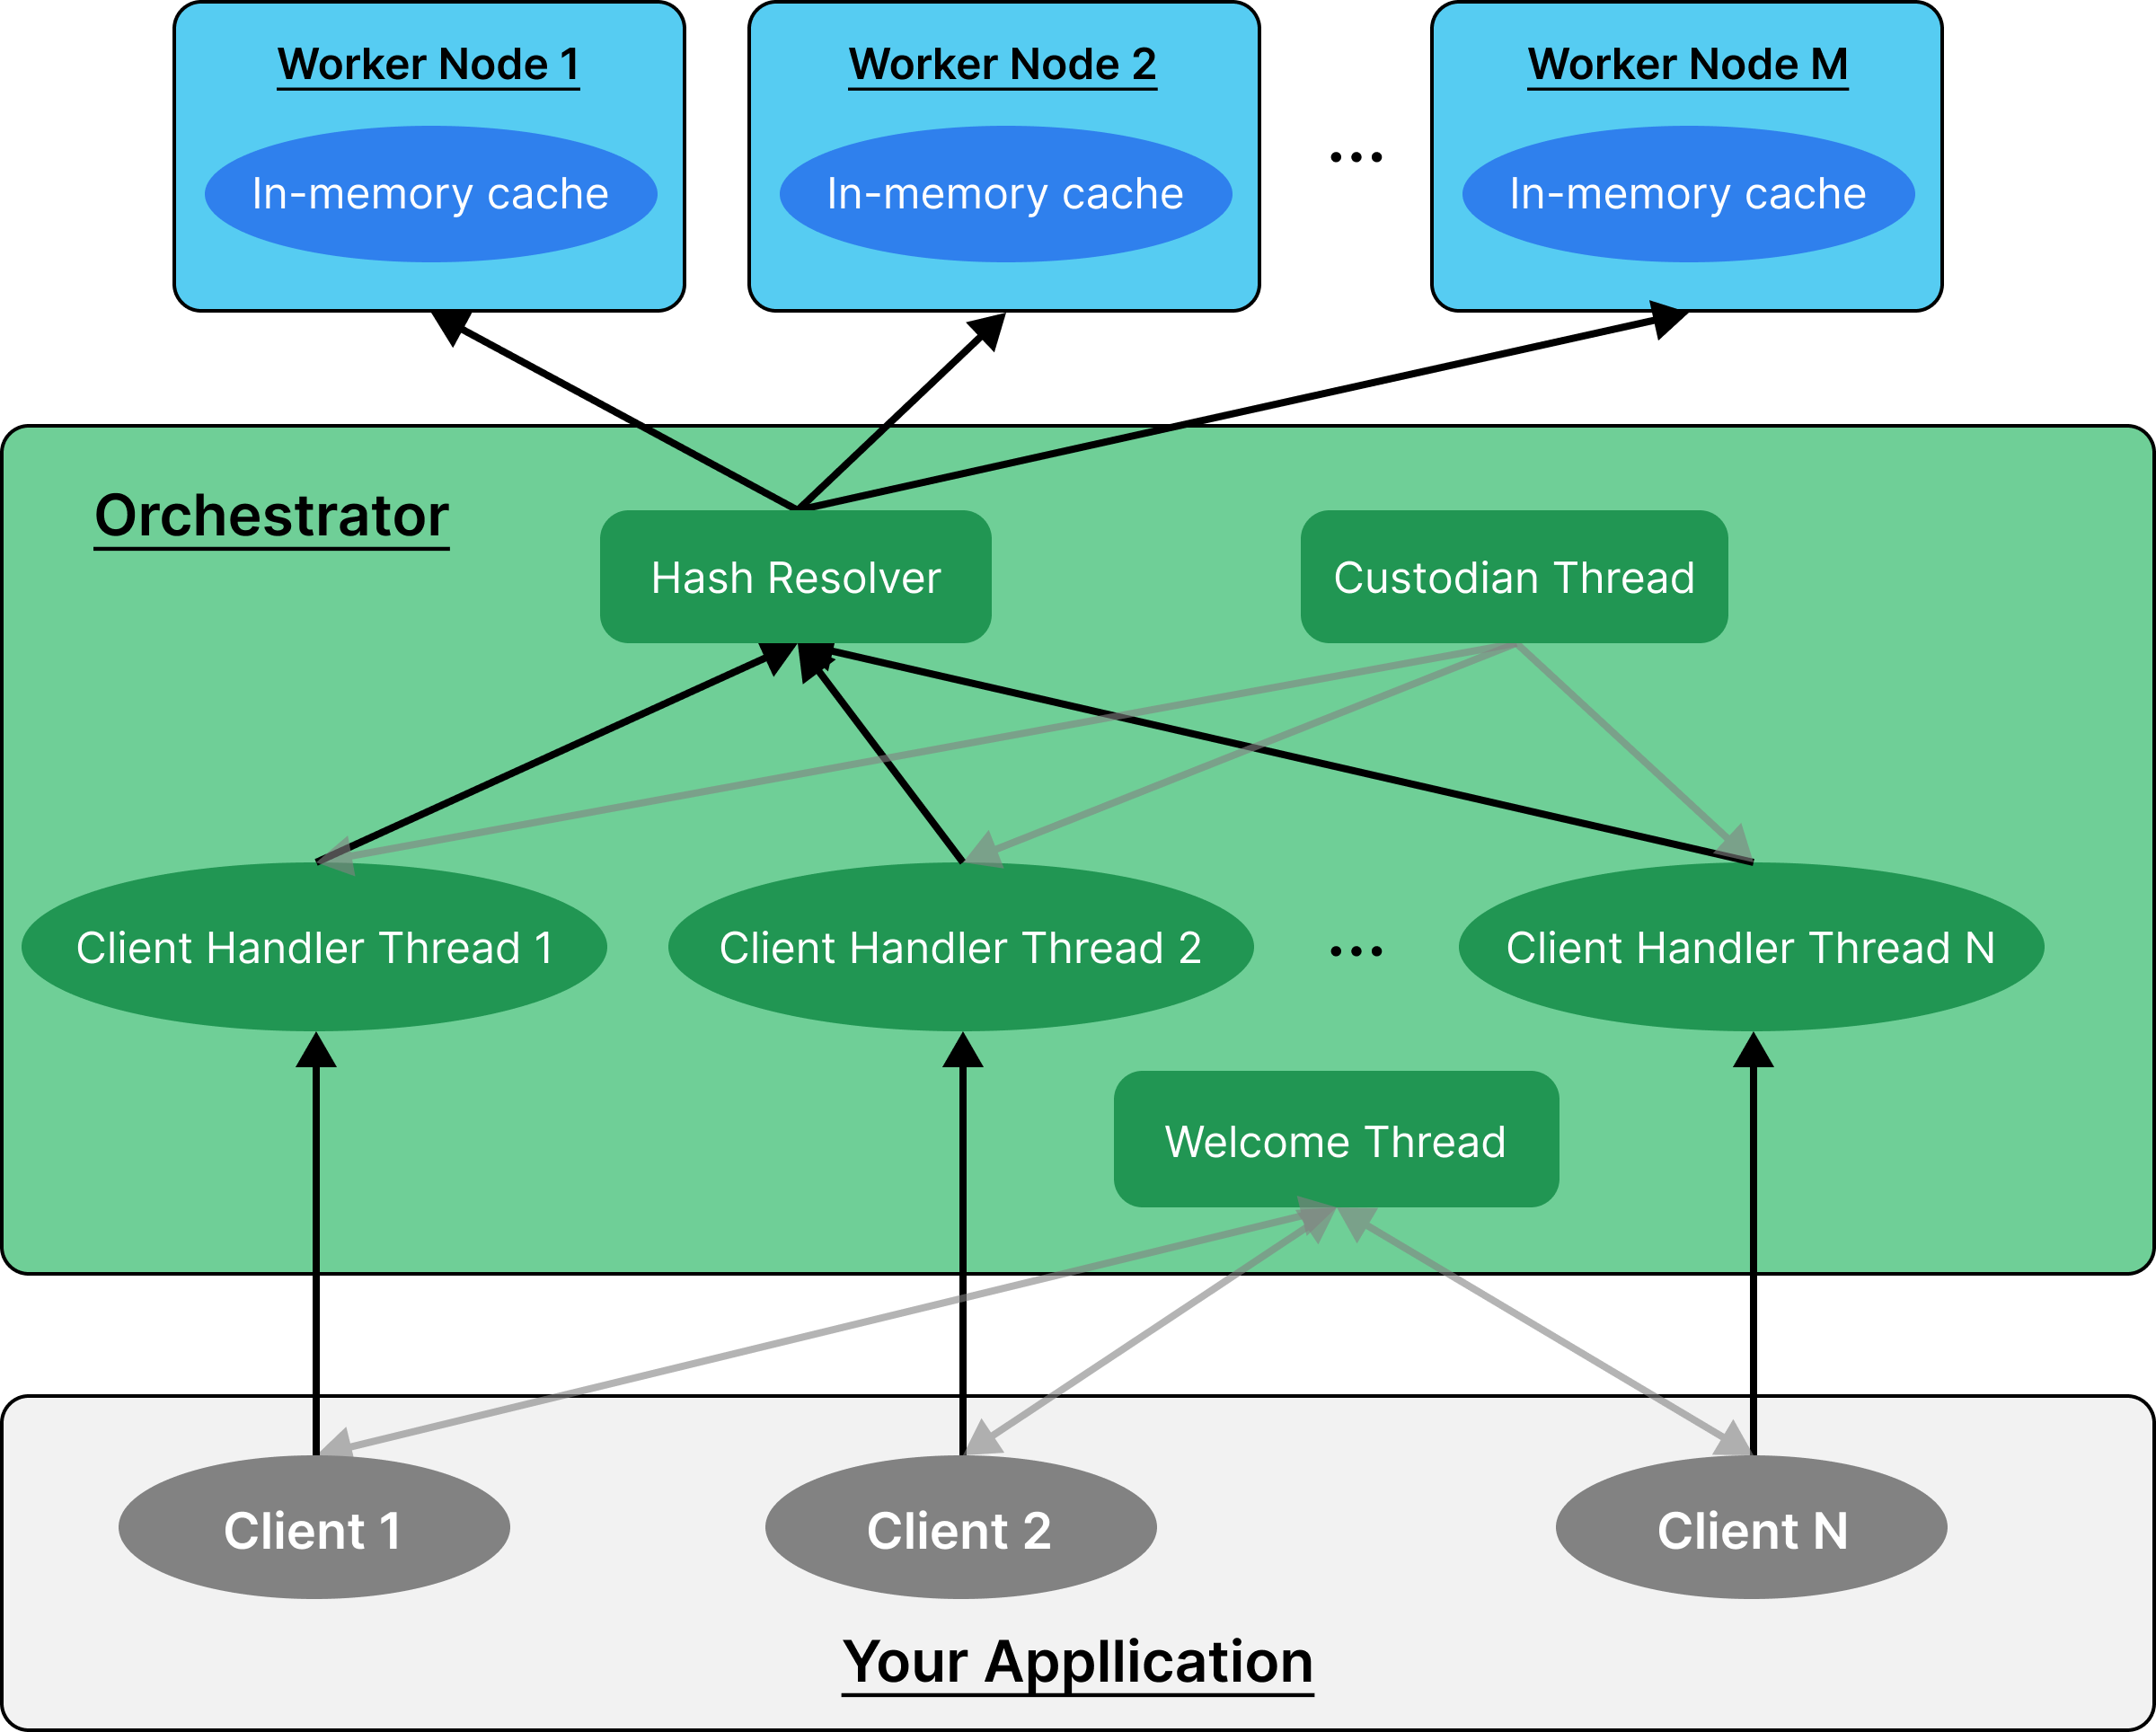 Worker Node 1
Worker Node 2
Worker Node M
In-memory cache
In-memory cache
...
In-memory cache
Orchestrator
Hash Resolver
Custodian Thread
Client Handler Thread 1
Client Handler Thread 2
...
Client Handler Thread N
Welcome Thread
Client 1
Client 2
Client N
Your Appllication